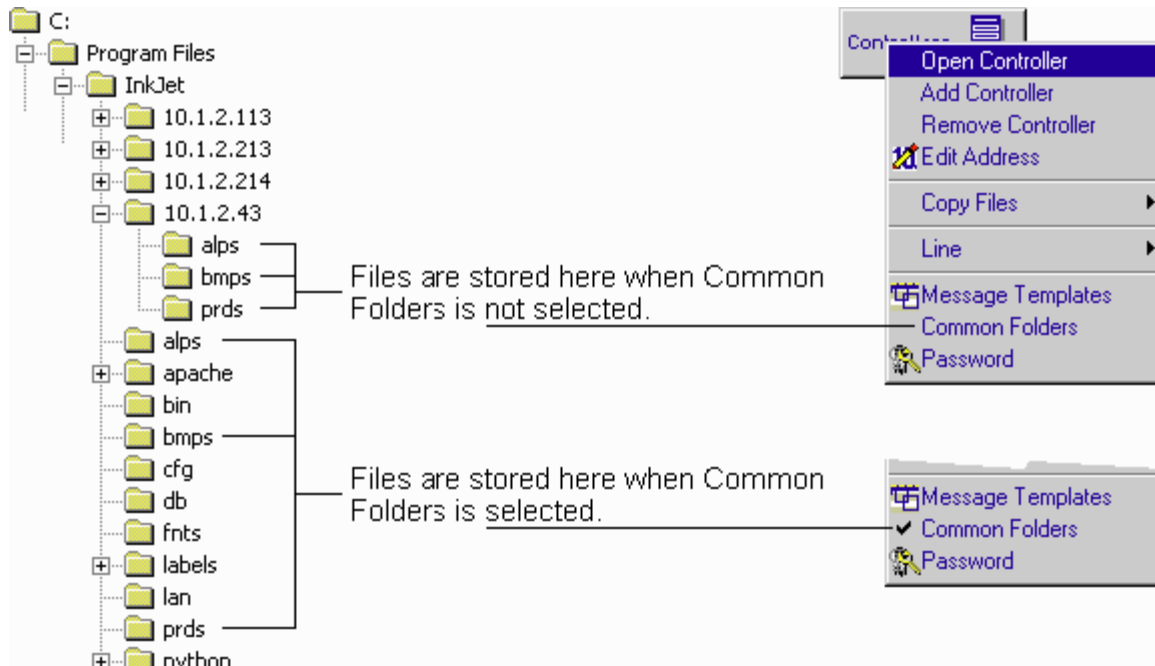 C:
Program Files
InkJet
10.1.2.113
10.1.2.213
10.1.2.214
10.1.2.43
alps
bmps
prds
alps
apache
bin
bmps
cfg
db
fnts
labels
lan
prds
python
Files are stored here when Common
Folders is not selected.
Files are stored here when Common
Folders is selected.
Controllers
Open Controller
Add Controller
Remove Controller
Edit Address
Copy Files
Line
Message Templates
Common Folders
Password
Message Templates
Common Folders
Password